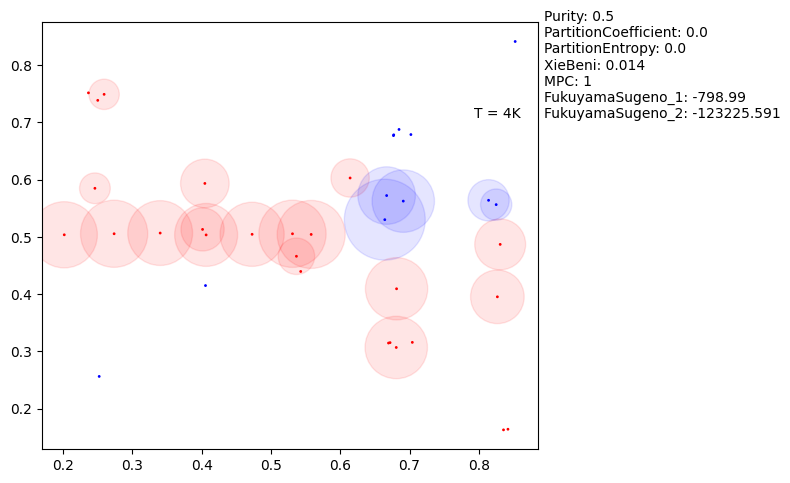 Purity: 0.5
PartitionCoefficient: 0.0
PartitionEntropy: 0.0
XieBeni: 0.014
MPC: 1
FukuyamaSugeno_1: -798.99
FukuyamaSugeno_2: -123225.591
T = 4K
0.8
0.7
0.6
0.5
0.4
0.3
0.2
0.2 0.3 0.4 0.5 0.6 0.7 0.8